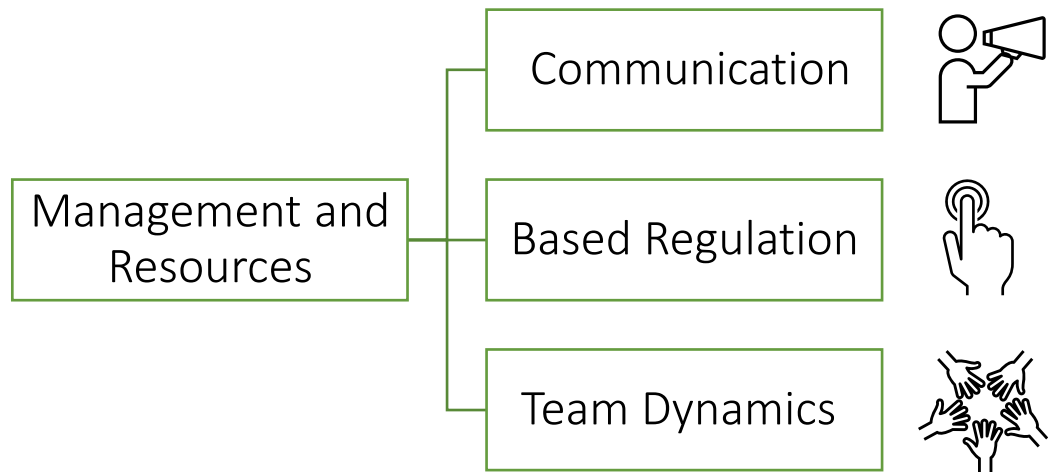 Communication
Management and
Resources
Based Regulation
Team Dynamics